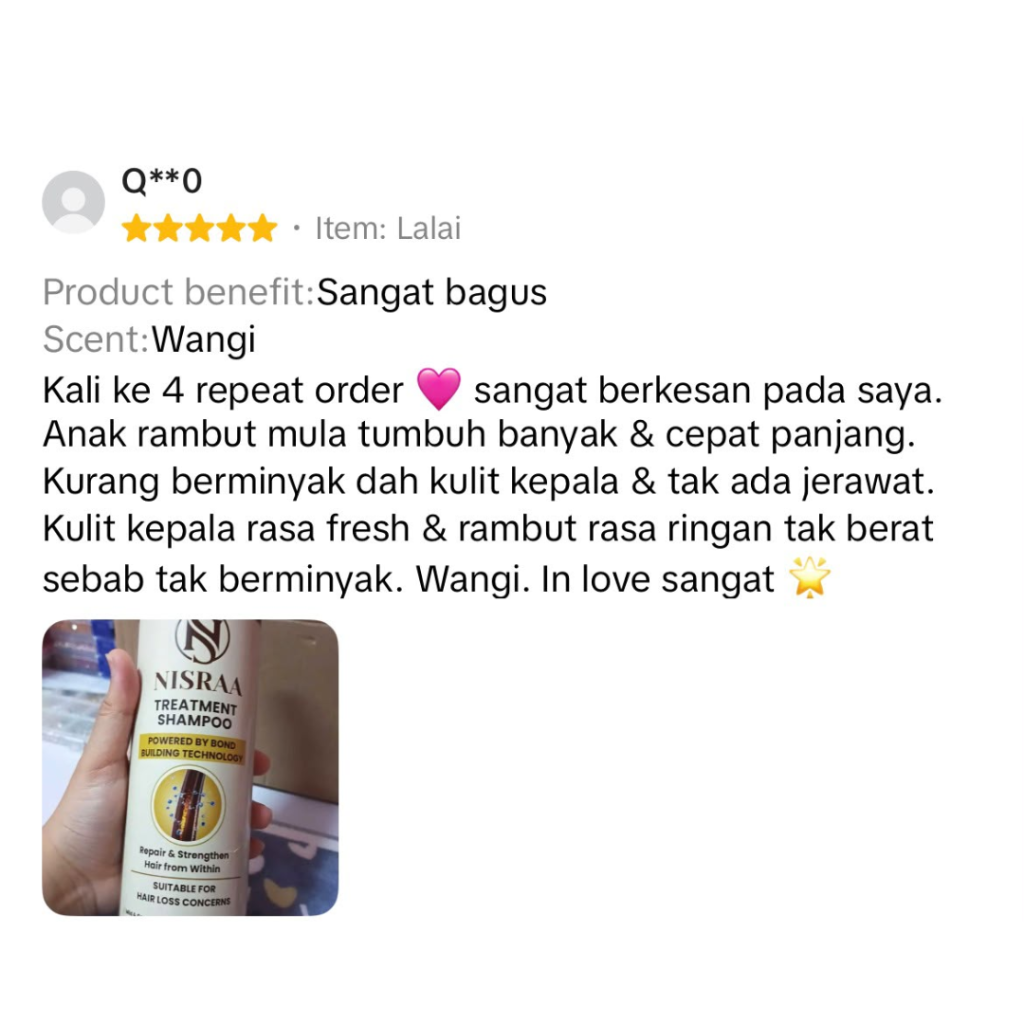 Q**0
★★★★★ · Item: Lalai
Product benefit:Sangat bagus
Scent:Wangi
Kali ke 4 repeat order 🩷 sangat berkesan pada saya.
Anak rambut mula tumbuh banyak & cepat panjang.
Kurang berminyak dah kulit kepala & tak ada jerawat.
Kulit kepala rasa fresh & rambut rasa ringan tak berat
sebab tak berminyak. Wangi. In love sangat 🌟
NISRAA
TREATMENT
SHAMPOO
POWERED BY BOND
BUILDING TECHNOLOGY
Repair & Strengthen
Hair from Within
SUITABLE FOR
HAIR LOSS CONCERNS